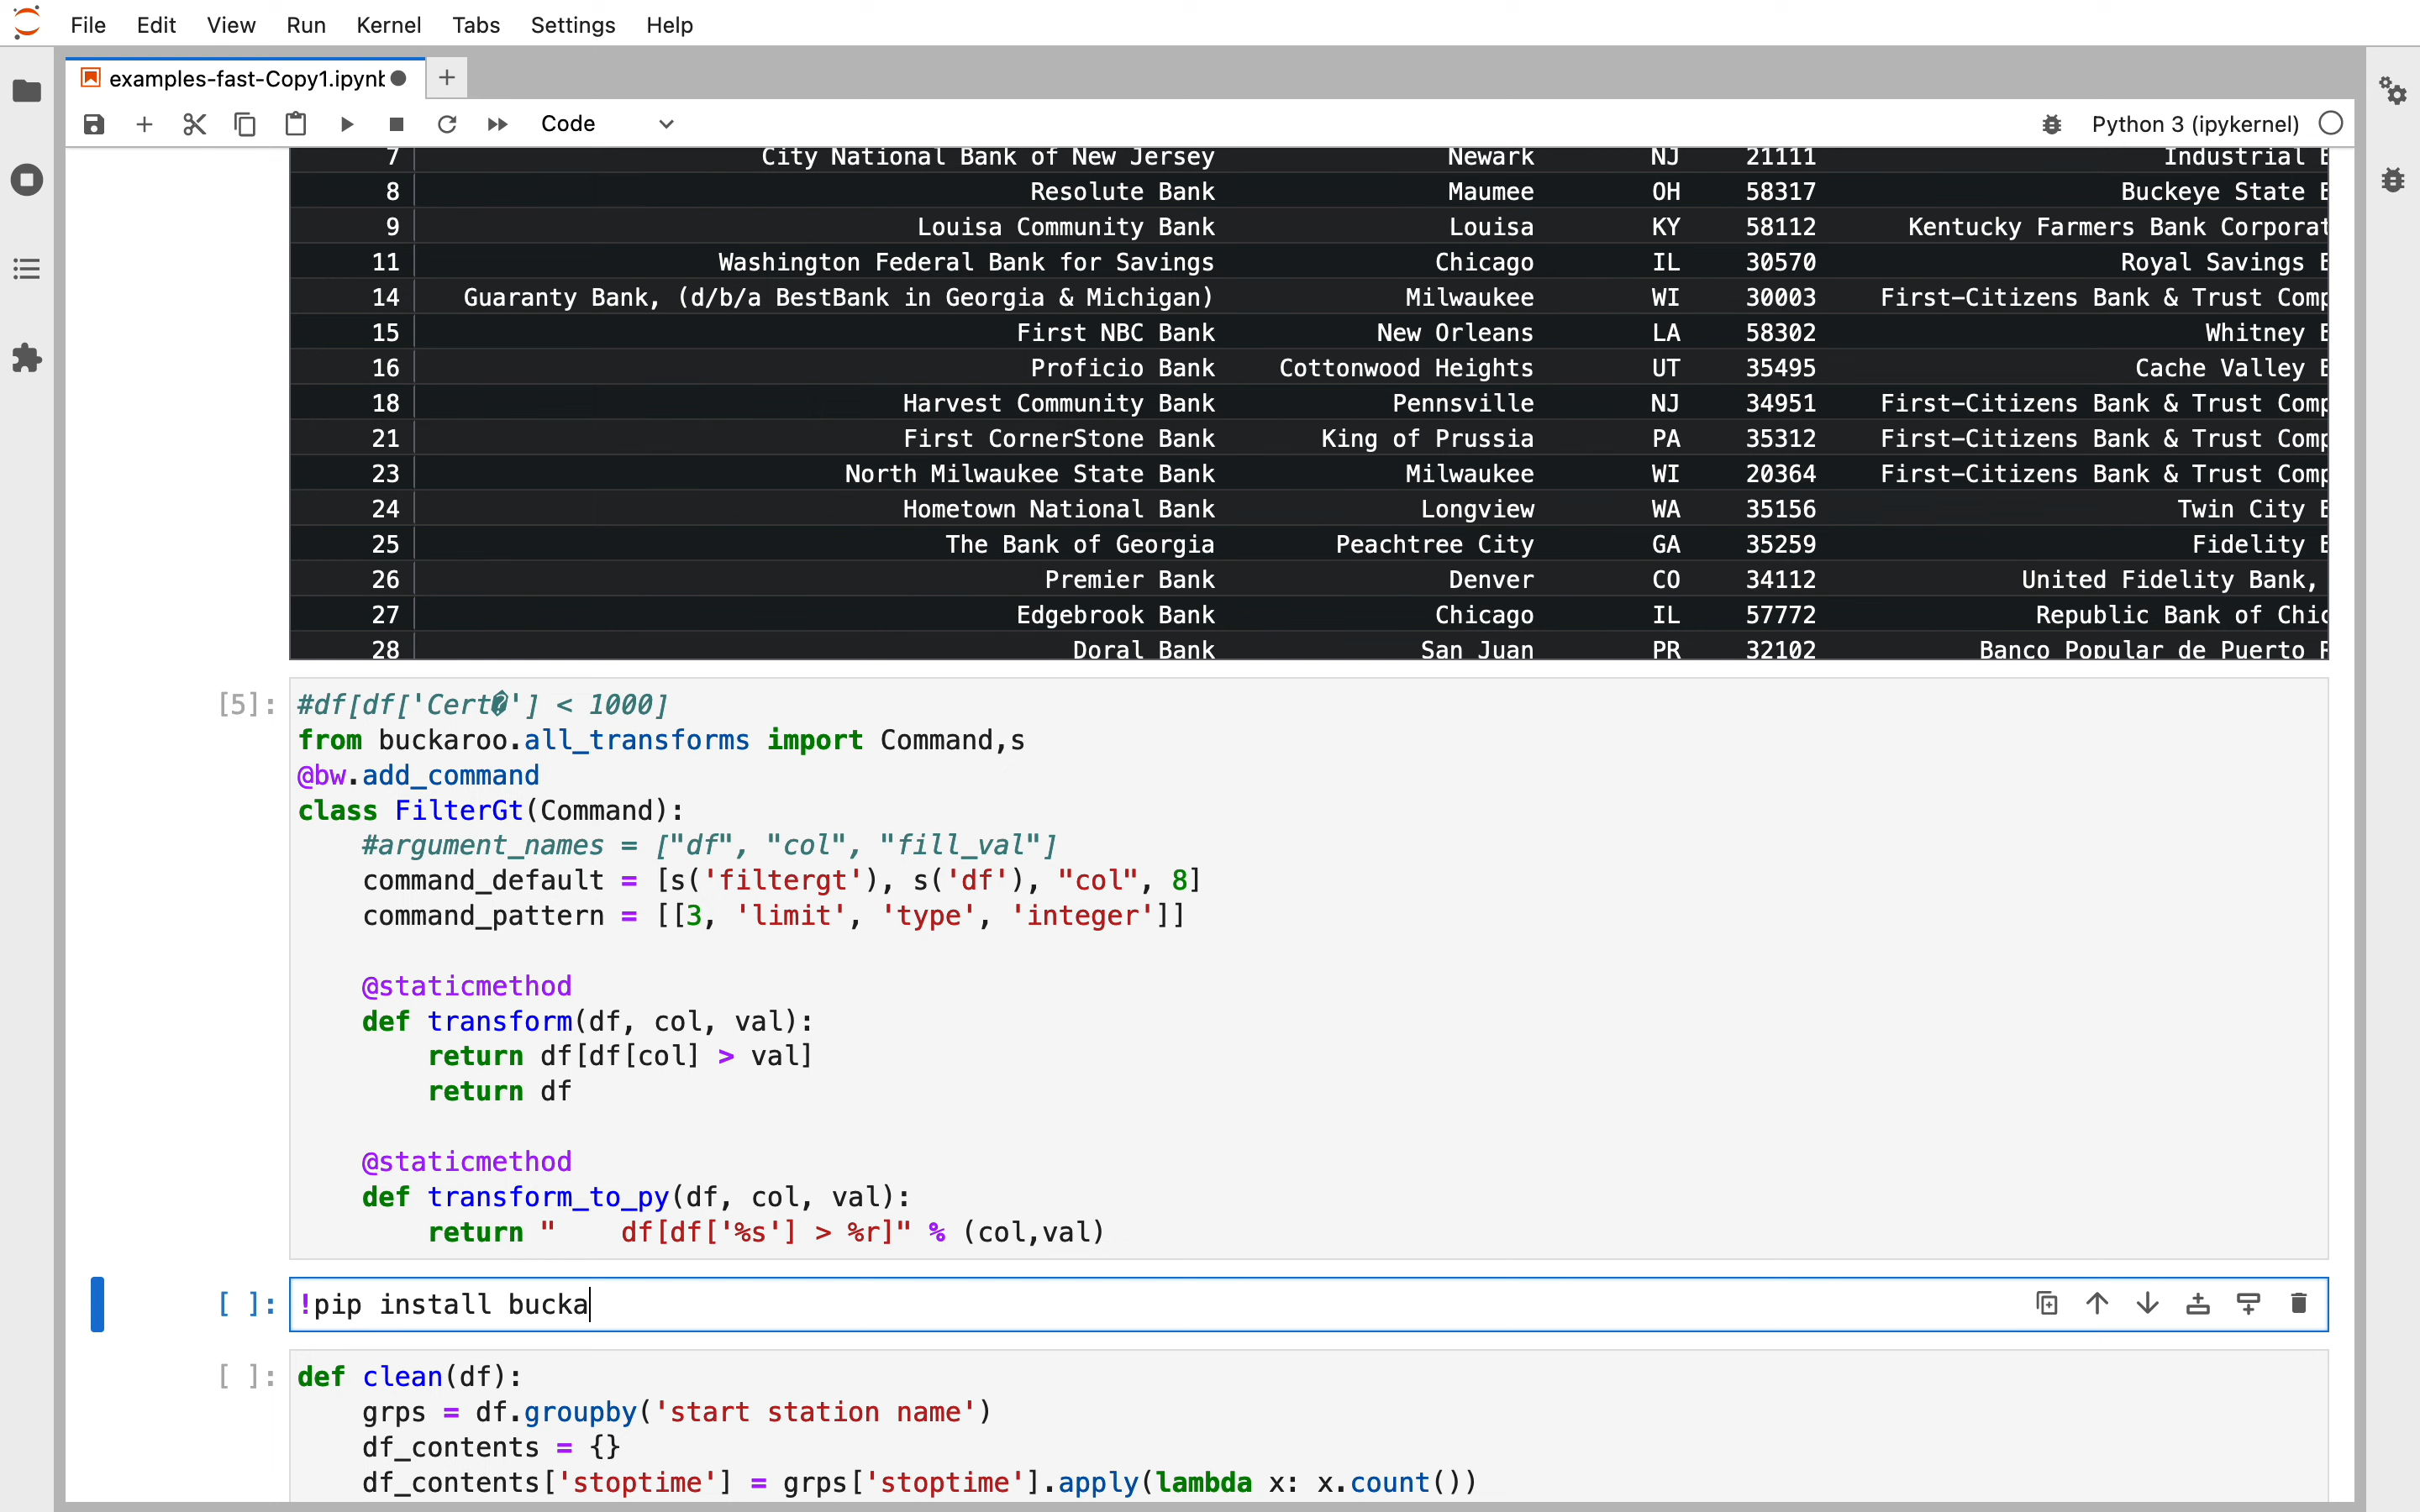 File Edit View Run Kernel Tabs Settings Help
examples-fast-Copy1.ipynb
Code Python 3 (ipykernel)
7 City National Bank of New Jersey Newark NJ 21111 Industrial
8 Resolute Bank Maumee OH 58317 Buckeye State
9 Louisa Community Bank Louisa KY 58112 Kentucky Farmers Bank Corporat
11 Washington Federal Bank for Savings Chicago IL 30570 Royal Savings
14 Guaranty Bank, (d/b/a BestBank in Georgia & Michigan) Milwaukee WI 30003 First-Citizens Bank & Trust Comp
15 First NBC Bank New Orleans LA 58302 Whitney
16 Proficio Bank Cottonwood Heights UT 35495 Cache Valley
18 Harvest Community Bank Pennsville NJ 34951 First-Citizens Bank & Trust Comp
21 First CornerStone Bank King of Prussia PA 35312 First-Citizens Bank & Trust Comp
23 North Milwaukee State Bank Milwaukee WI 20364 First-Citizens Bank & Trust Comp
24 Hometown National Bank Longview WA 35156 Twin City
25 The Bank of Georgia Peachtree City GA 35259 Fidelity
26 Premier Bank Denver CO 34112 United Fidelity Bank,
27 Edgebrook Bank Chicago IL 57772 Republic Bank of Chic
28 Doral Bank San Juan PR 32102 Banco Popular de Puerto
[5]: #df[df['Cert�'] < 1000]
from buckaroo.all_transforms import Command,s
@bw.add_command
class FilterGt(Command):
    #argument_names = ["df", "col", "fill_val"]
    command_default = [s('filtergt'), s('df'), "col", 8]
    command_pattern = [[3, 'limit', 'type', 'integer']]
    @staticmethod
    def transform(df, col, val):
        return df[df[col] > val]
        return df
    @staticmethod
    def transform_to_py(df, col, val):
        return "    df[df['%s'] > %r]" % (col,val)
[ ]: !pip install bucka
[ ]: def clean(df):
    grps = df.groupby('start station name')
    df_contents = {}
    df_contents['stoptime'] = grps['stoptime'].apply(lambda x: x.count())